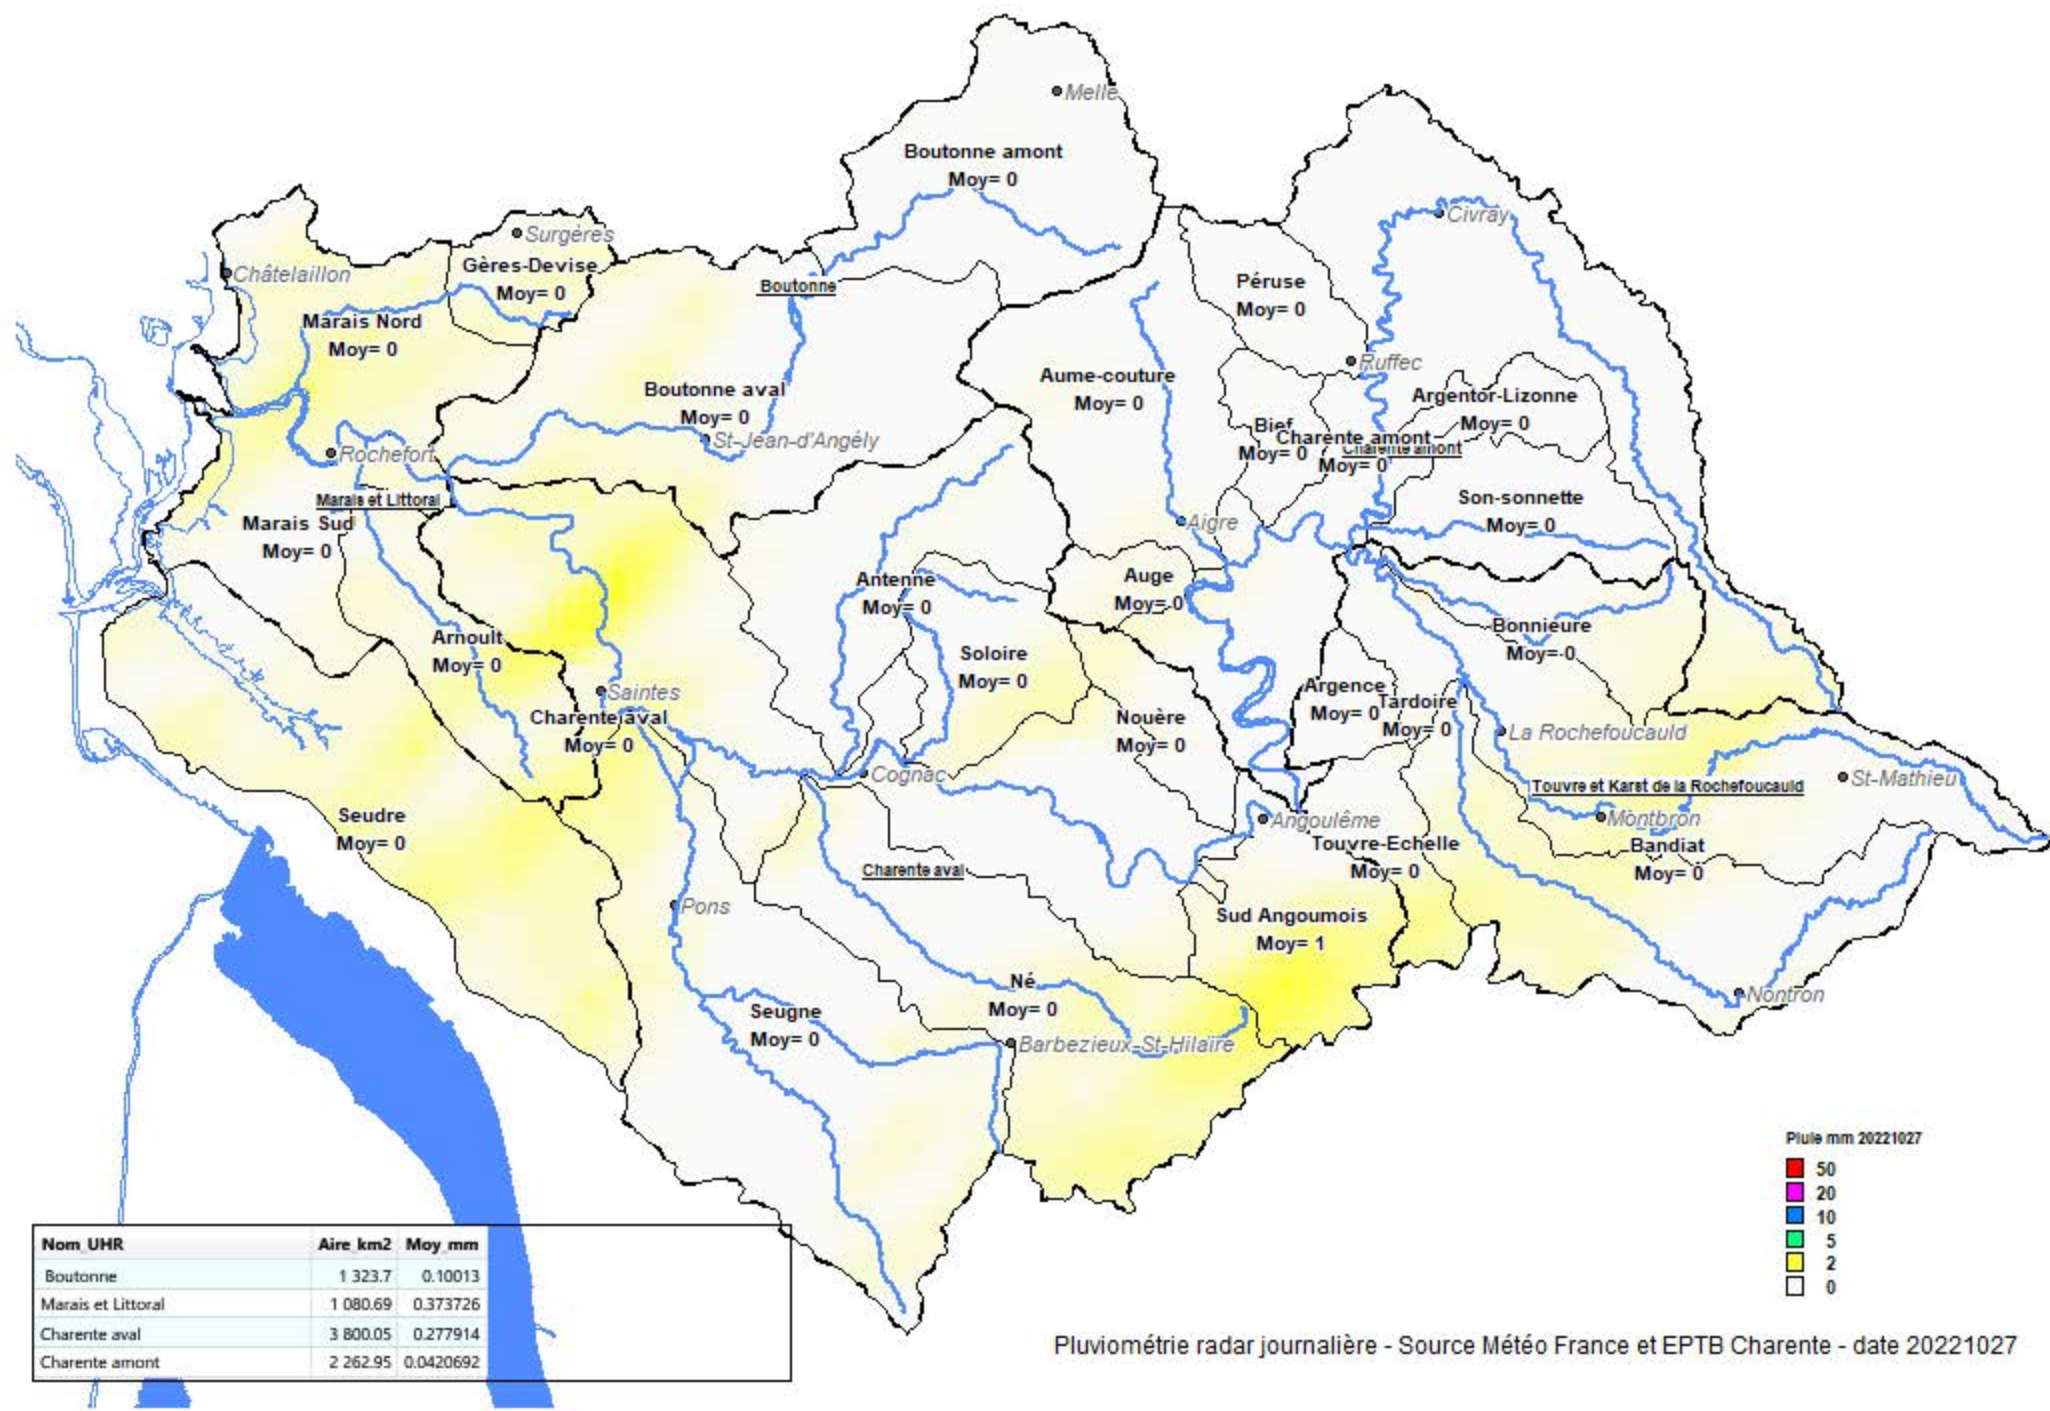 Melle
Boutonne amont
Moy= 0
Civray
Surgères
Châtelaillon
Gères-Devise
Moy= 0
Boutonne
Péruse
Moy= 0
Marais Nord
Moy= 0
Ruffec
Boutonne aval
Moy= 0
Aume-couture
Moy= 0
Argentor-Lizonne
Moy= 0
Bief
Moy= 0
Charente amont
Moy= 0
Charente amont
St-Jean-d'Angély
Rochefort
Marais et Littoral
Marais Sud
Moy= 0
Son-sonnette
Moy= 0
Aigre
Antenne
Moy= 0
Auge
Moy= 0
Arnoult
Moy= 0
Soloire
Moy= 0
Bonnieure
Moy= 0
Saintes
Charente aval
Moy= 0
Nouère
Moy= 0
Argence
Moy= 0
Tardoire
Moy= 0
La Rochefoucauld
Cognac
Touvre et Karst de la Rochefoucauld
St-Mathieu
Seudre
Moy= 0
Angoulême
Montbron
Touvre-Echelle
Moy= 0
Bandiat
Moy= 0
Charente aval
Pons
Sud Angoumois
Moy= 1
Né
Moy= 0
Nontron
Seugne
Moy= 0
Barbezieux-St-Hilaire
Pluie mm 20221027
50
20
10
5
2
0
Nom_UHR Aire_km2 Moy_mm
Boutonne 1 323.7 0.10013
Marais et Littoral 1 080.69 0.373726
Charente aval 3 800.05 0.277914
Charente amont 2 262.95 0.0420692
Pluviométrie radar journalière - Source Météo France et EPTB Charente - date 20221027